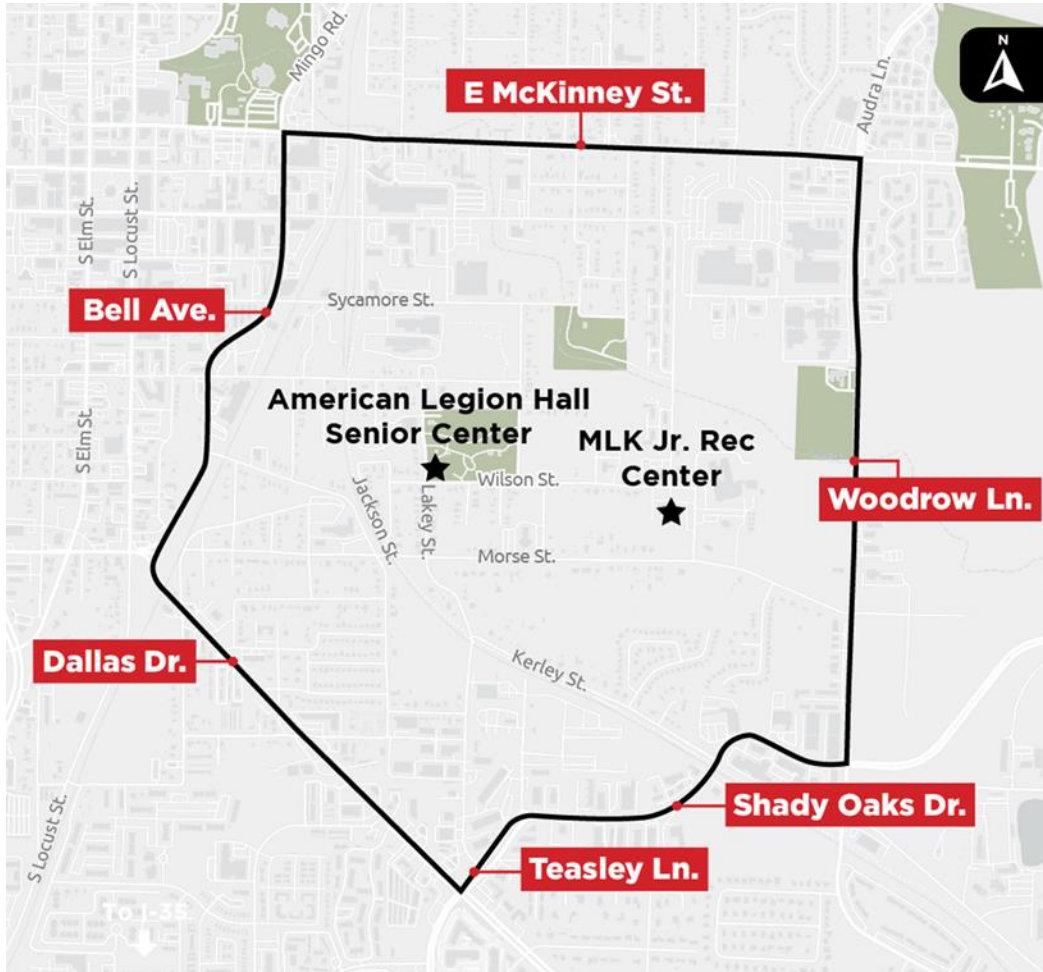 N
Mingo Rd.
E McKinney St.
Audra Ln.
S Elm St.
S Locust St.
Bell Ave.
Sycamore St.
American Legion Hall
Senior Center
MLK Jr. Rec
Center
S Elm St.
Wilson St.
Woodrow Ln.
Jackson St.
Lakey St.
Morse St.
Dallas Dr.
Kerley St.
Shady Oaks Dr.
S Locust St.
Teasley Ln.
To I-35